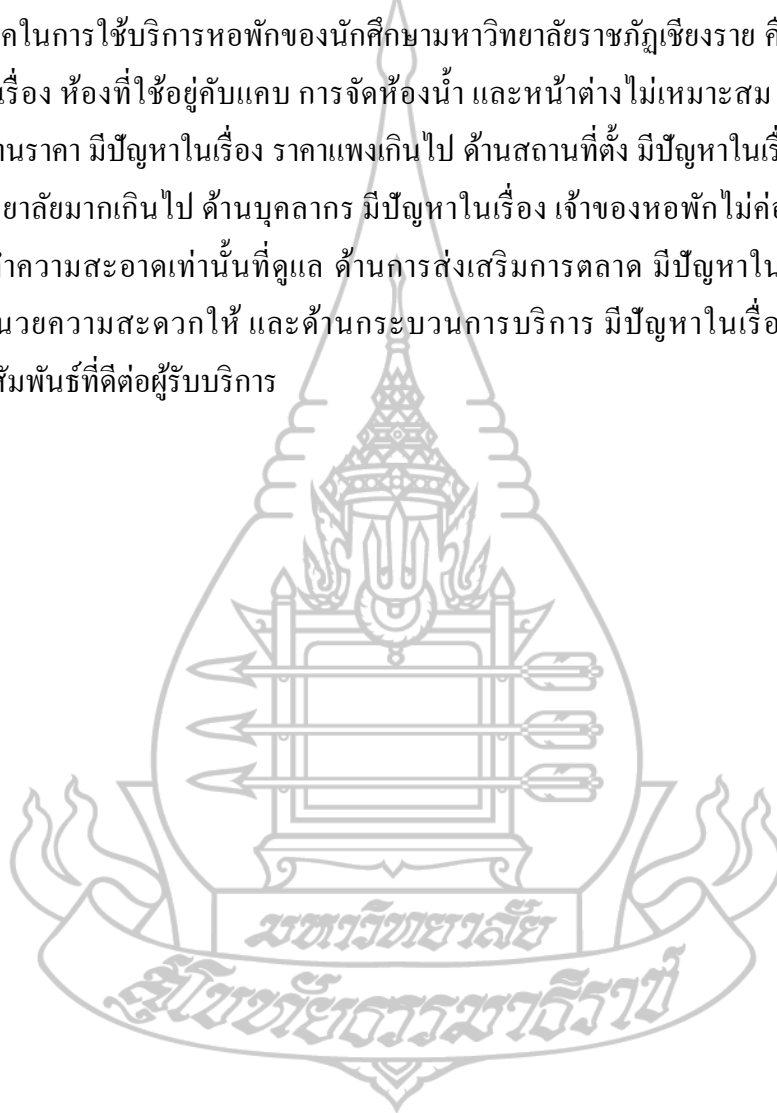 คในการใช้บริการหอพักของนักศึกษามหาวิทยาลัยราชภัฏเชียงราย คื
เรื่อง ห้องที่ใช้อยู่คับแคบ การจัดห้องน้ำ และหน้าต่างไม่เหมาะสม
านราคา มีปัญหาในเรื่อง ราคาแพงเกินไป ด้านสถานที่ตั้ง มีปัญหาในเรื่
ยาลัยมากเกินไป ด้านบุคลากร มีปัญหาในเรื่อง เจ้าของหอพักไม่ค่อ
ำความสะอาดเท่านั้นที่ดูแล ด้านการส่งเสริมการตลาด มีปัญหาใน
นวยความสะดวกให้ และด้านกระบวนการบริการ มีปัญหาในเรื่อ
สัมพันธ์ที่ดีต่อผู้รับบริการ
มหาวิทยาลัย
สุโขทัยธรรมาธิราช